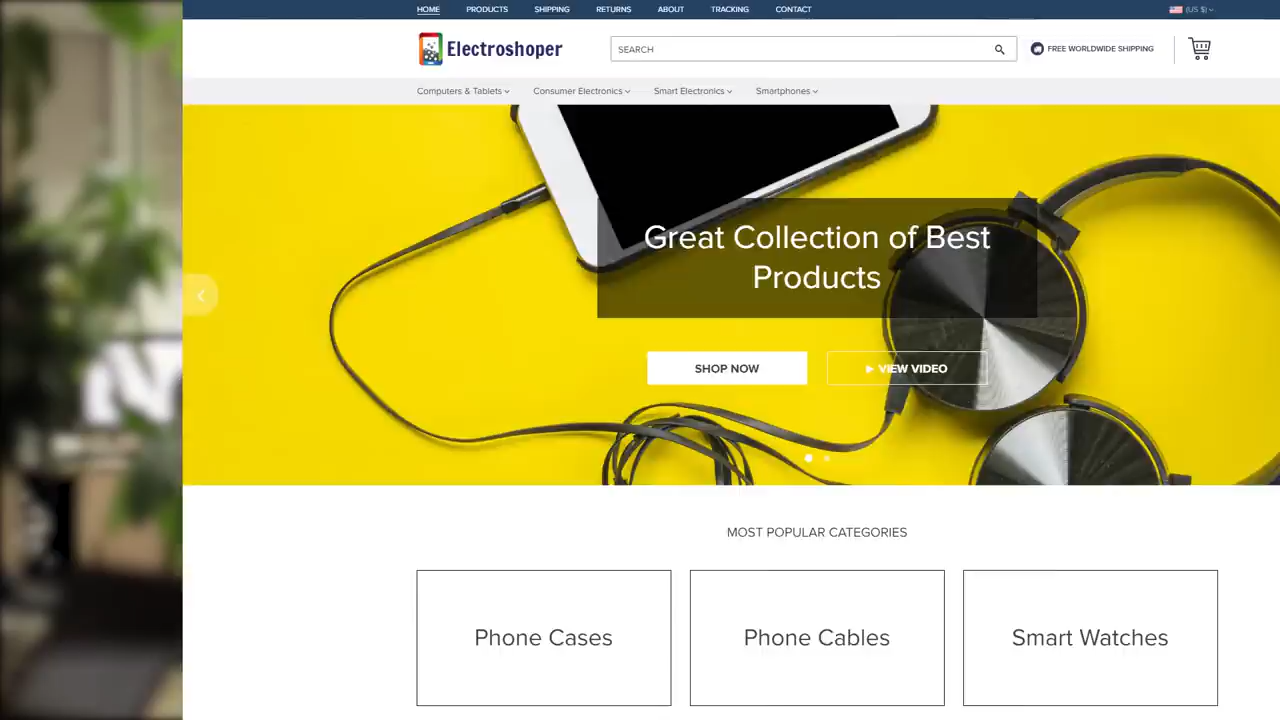 HOME PRODUCTS SHIPPING RETURNS ABOUT TRACKING CONTACT (US $)
Electroshoper SEARCH FREE WORLDWIDE SHIPPING
Computers & Tablets Consumer Electronics Smart Electronics Smartphones
Great Collection of Best
Products
SHOP NOW VIEW VIDEO
MOST POPULAR CATEGORIES
Phone Cases Phone Cables Smart Watches